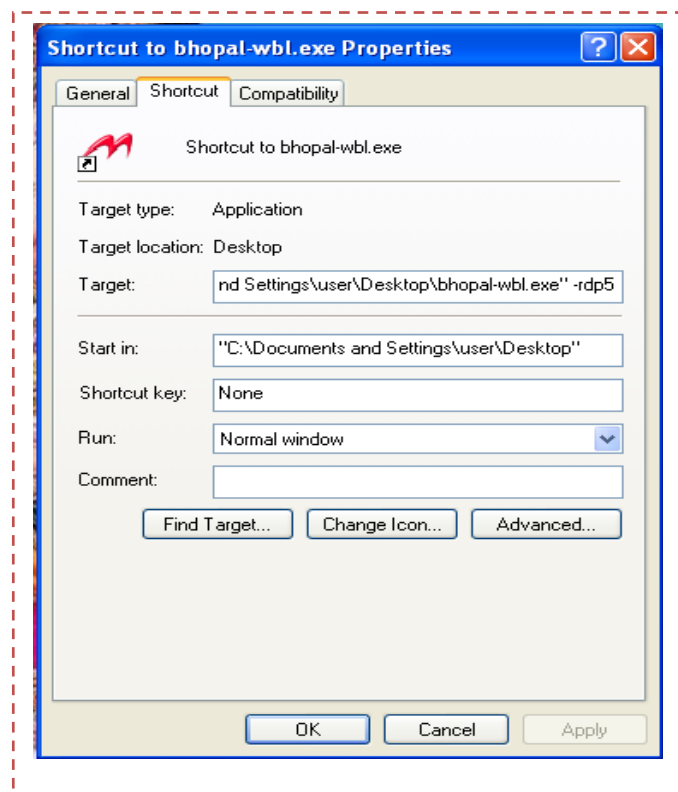 Shortcut to bhopal-wbl.exe Properties
General Shortcut Compatibility
Shortcut to bhopal-wbl.exe
Target type: Application
Target location: Desktop
Target: nd Settings\user\Desktop\bhopal-wbl.exe" -rdp5
Start in: "C:\Documents and Settings\user\Desktop"
Shortcut key: None
Run: Normal window
Comment:
Find Target... Change Icon... Advanced...
OK Cancel Apply